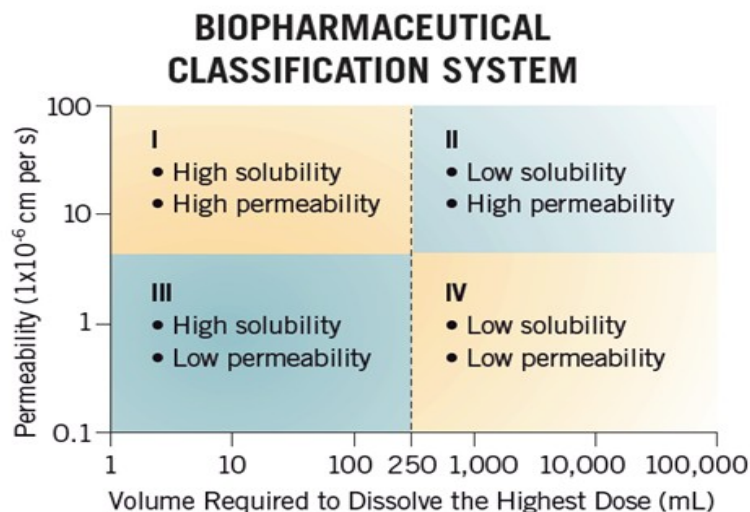 BIOPHARMACEUTICAL
CLASSIFICATION SYSTEM
Permeability (1x10⁻⁶ cm per s)
100
10
1
0.1
I
• High solubility
• High permeability
II
• Low solubility
• High permeability
III
• High solubility
• Low permeability
IV
• Low solubility
• Low permeability
1 10 100 250 1,000 10,000 100,000
Volume Required to Dissolve the Highest Dose (mL)